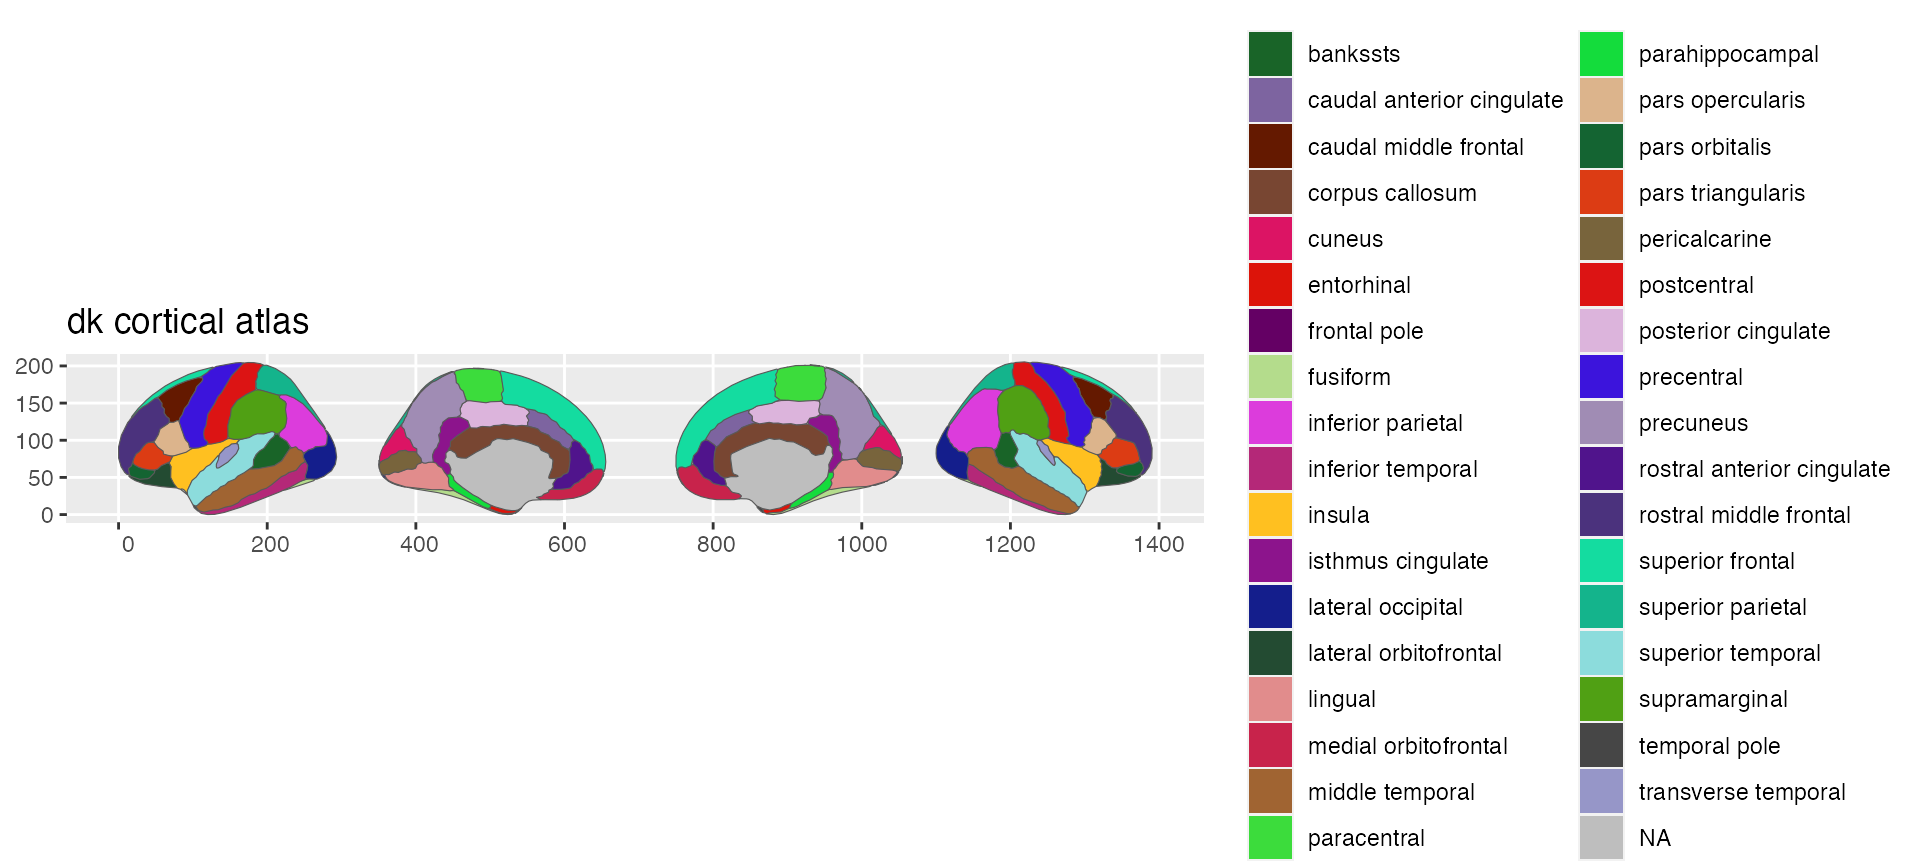 dk cortical atlas
200
150
100
50
0
0 200 400 600 800 1000 1200 1400
bankssts
caudal anterior cingulate
caudal middle frontal
corpus callosum
cuneus
entorhinal
frontal pole
fusiform
inferior parietal
inferior temporal
insula
isthmus cingulate
lateral occipital
lateral orbitofrontal
lingual
medial orbitofrontal
middle temporal
paracentral
parahippocampal
pars opercularis
pars orbitalis
pars triangularis
pericalcarine
postcentral
posterior cingulate
precentral
precuneus
rostral anterior cingulate
rostral middle frontal
superior frontal
superior parietal
superior temporal
supramarginal
temporal pole
transverse temporal
NA